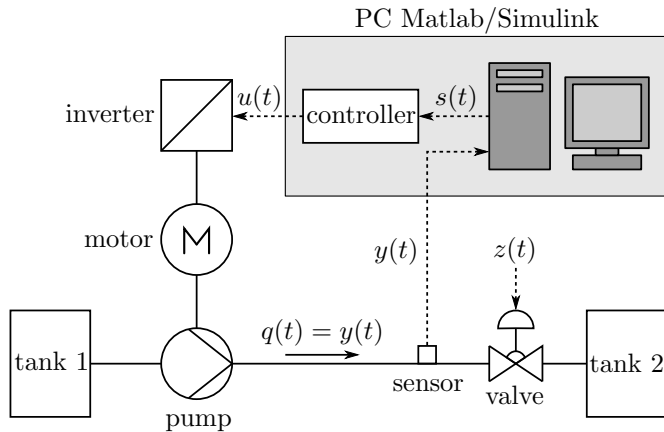 PC Matlab/Simulink
inverter
u(t)
controller
s(t)
motor
M
y(t)
z(t)
tank 1
q(t) = y(t)
tank 2
sensor
valve
pump